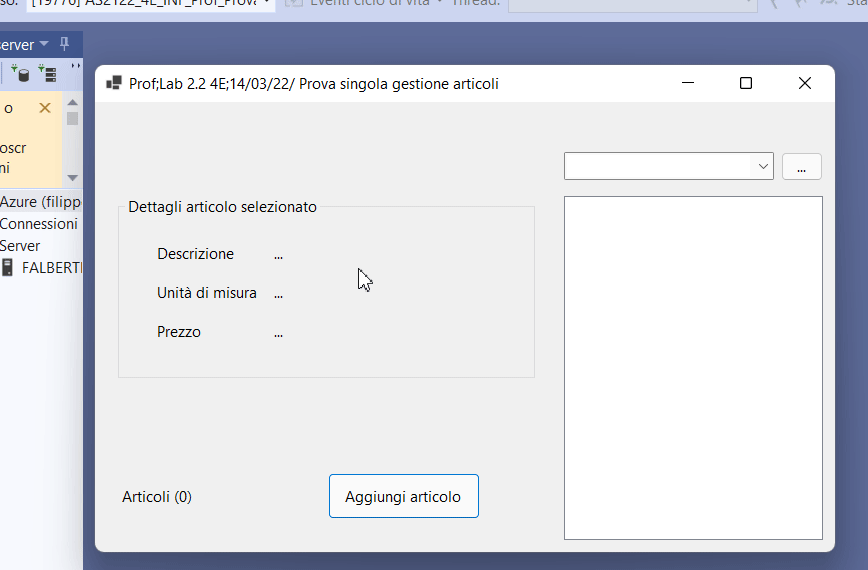 [19776] AS2122_4E_INF_Prof_Prova
Eventi ciclo di vita
Thread:
erver
Prof;Lab 2.2 4E;14/03/22/ Prova singola gestione articoli
o
oscr
ni
...
Dettagli articolo selezionato
Azure (filipp
Connessioni
Server
FALBERTI
Descrizione ...
Unità di misura ...
Prezzo ...
Articoli (0)
Aggiungi articolo